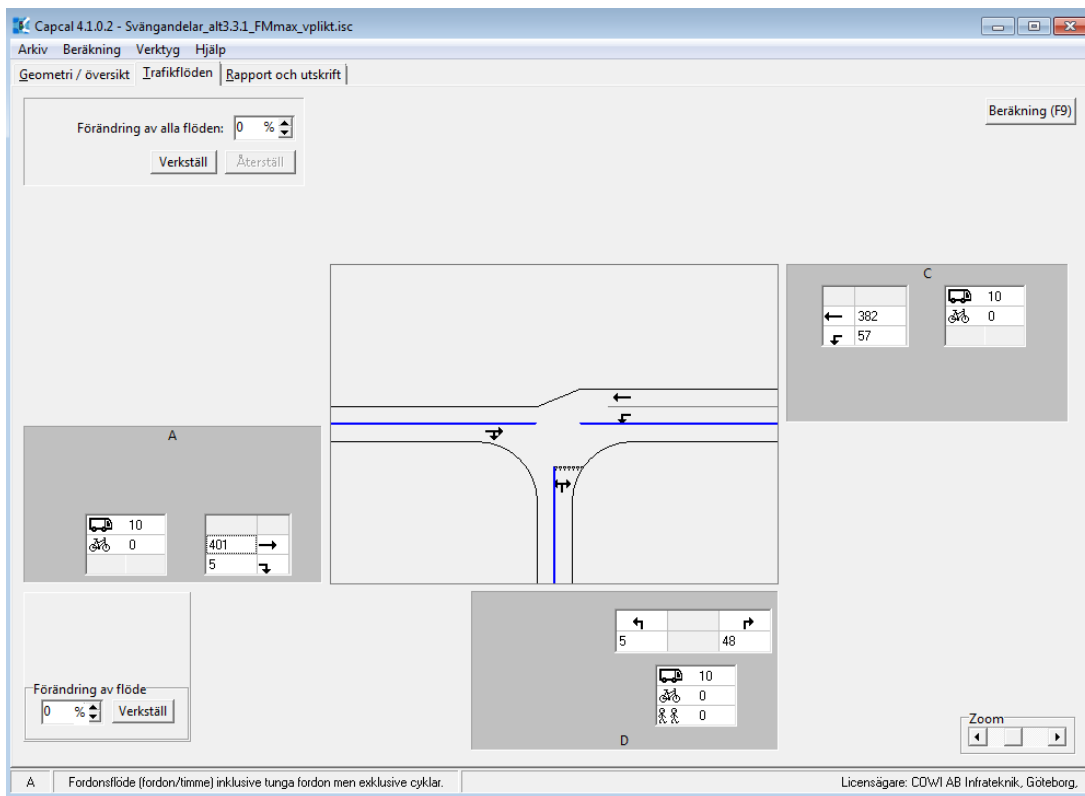 Capcal 4.1.0.2 - Svängandelar_alt3.3.1_FMmax_vplikt.isc
Arkiv Beräkning Verktyg Hjälp
Geometri / översikt Trafikflöden Rapport och utskrift
Förändring av alla flöden: 0 %
Verkställ Återställ
Beräkning (F9)
C
382
57
10
0
A
10
0
401
5
5 48
10
0
0
D
Förändring av flöde
0 % Verkställ
Zoom
A Fordonsflöde (fordon/timme) inklusive tunga fordon men exklusive cyklar. Licensägare: COWI AB Infrateknik, Göteborg,